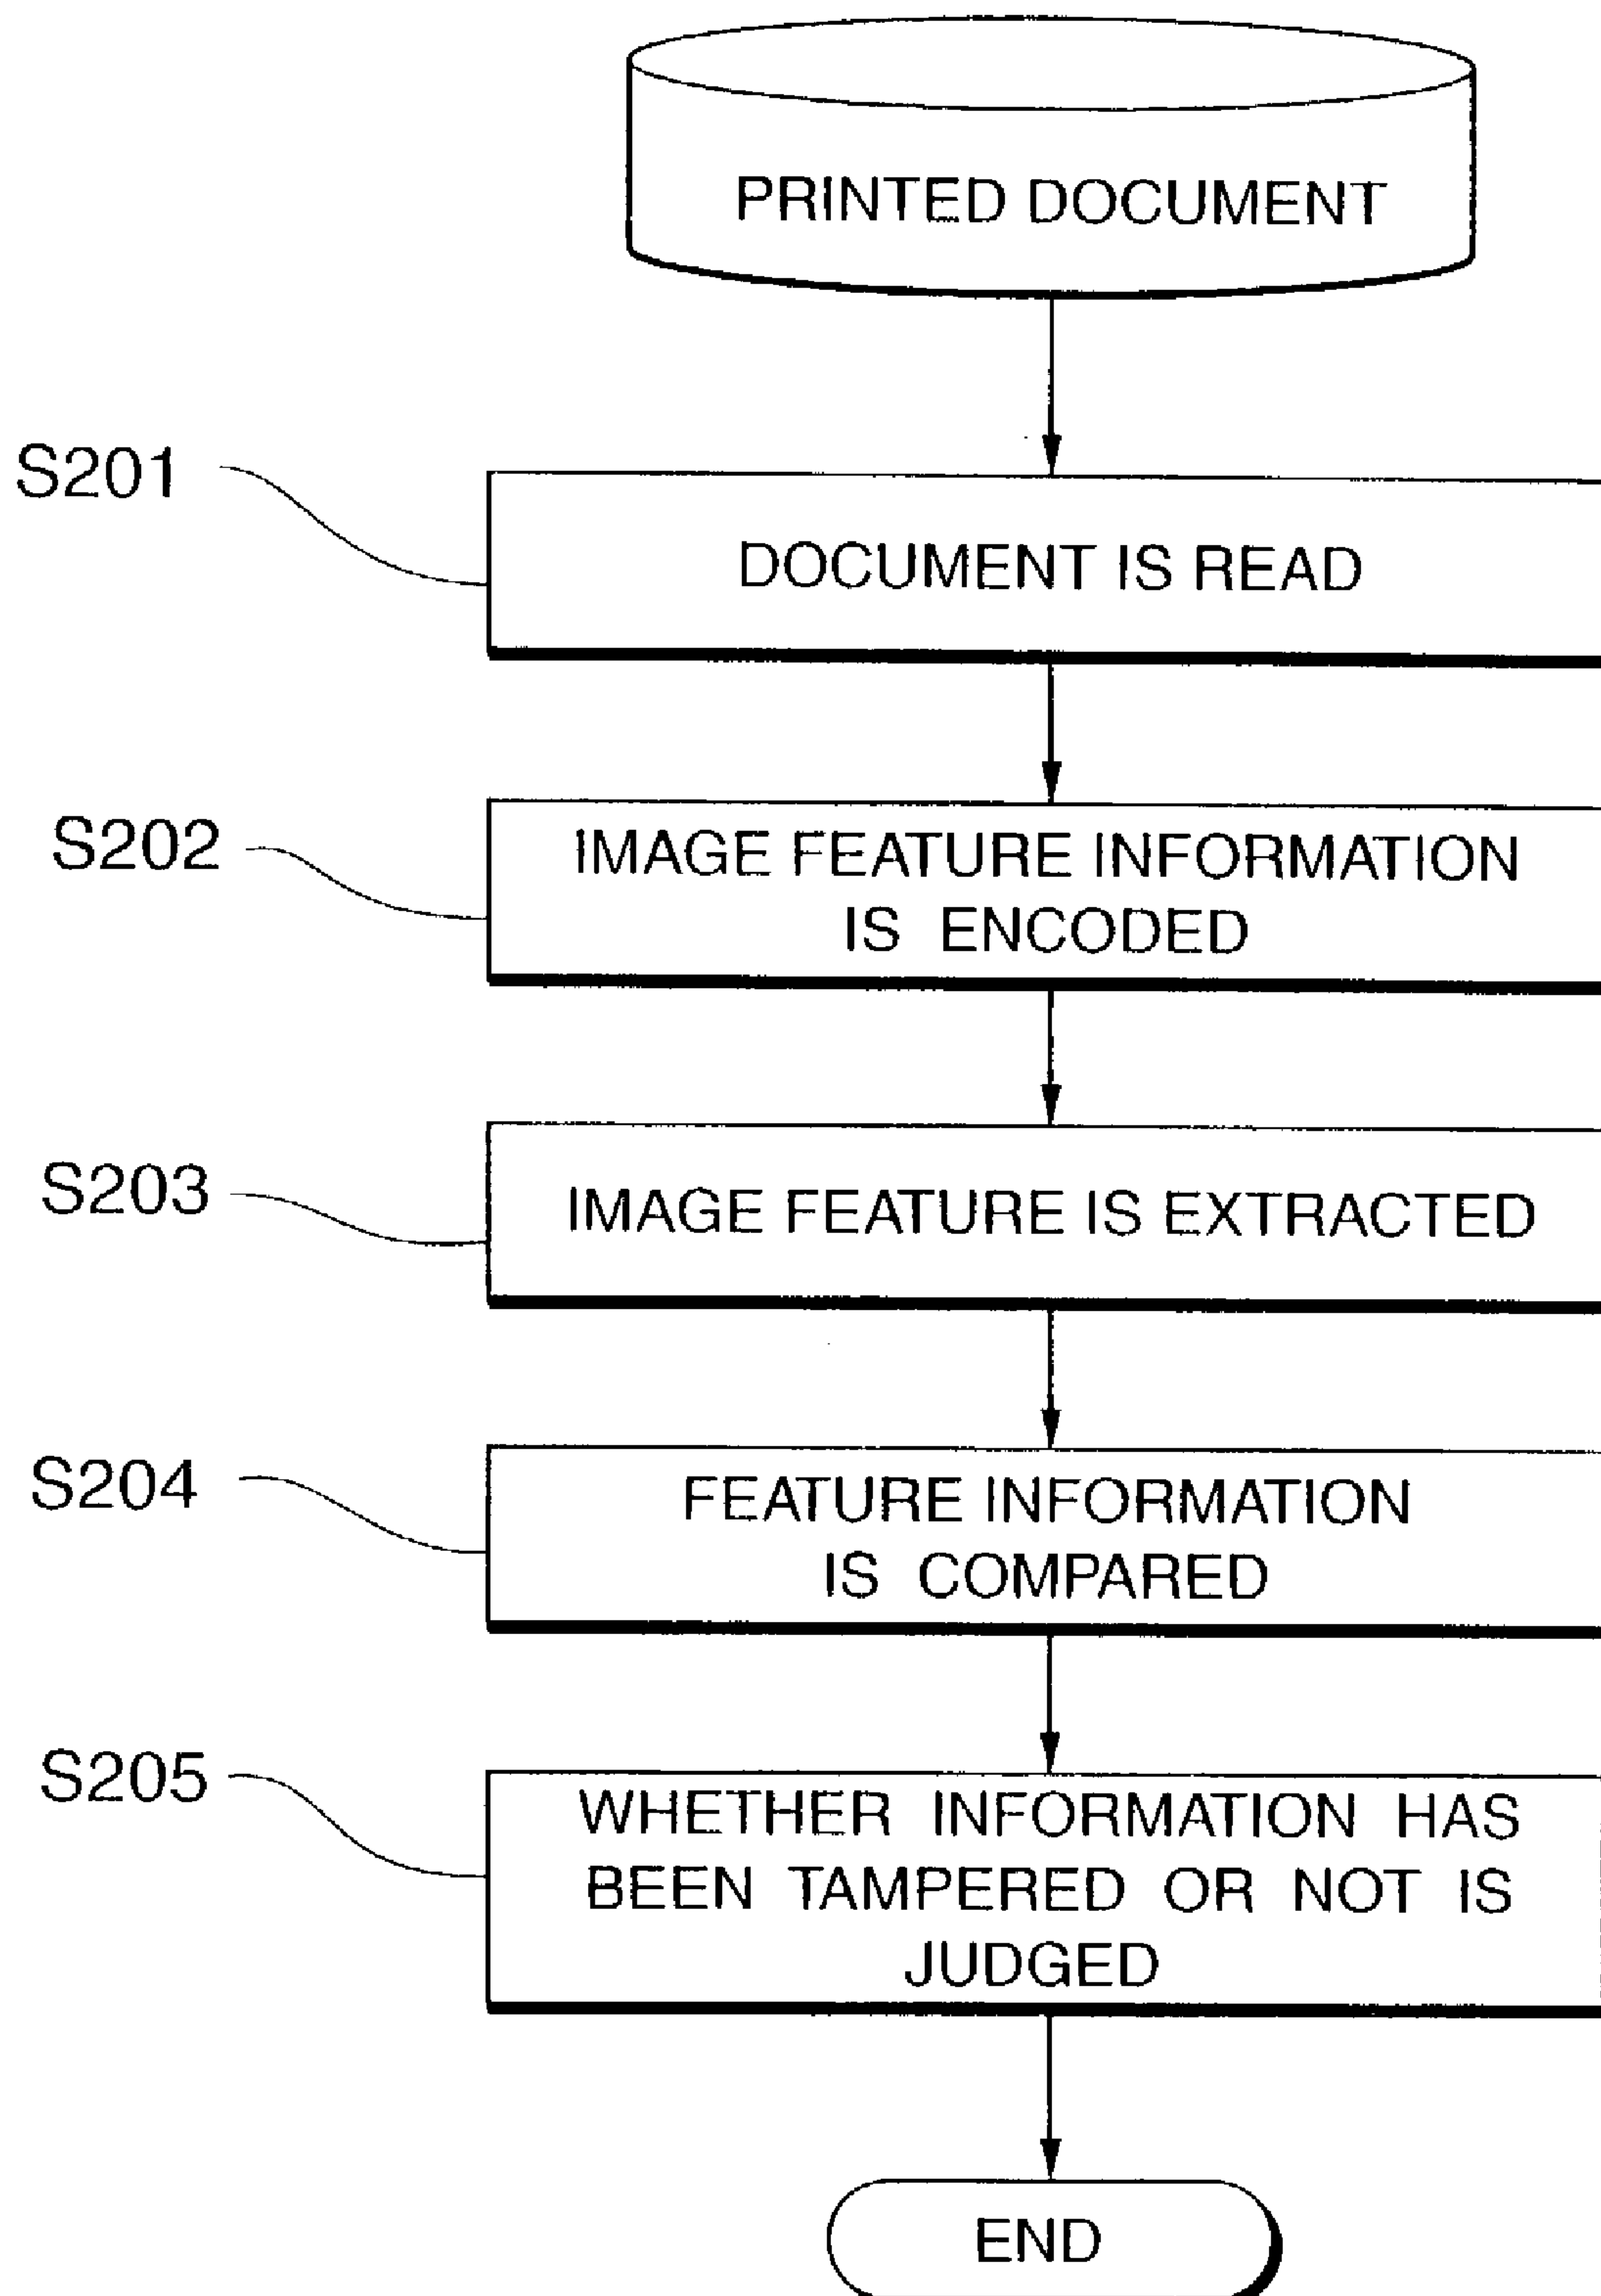 PRINTED DOCUMENT
S201
DOCUMENT IS READ
S202
IMAGE FEATURE INFORMATION
IS ENCODED
S203
IMAGE FEATURE IS EXTRACTED
S204
FEATURE INFORMATION
IS COMPARED
S205
WHETHER INFORMATION HAS
BEEN TAMPERED OR NOT IS
JUDGED
END